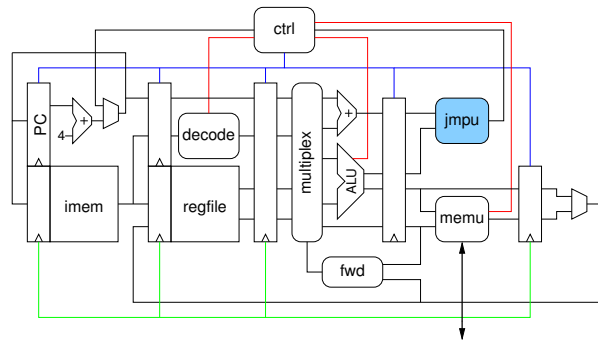 ctrl
PC
4
+
decode
multiplex
+
ALU
jmpu
imem
regfile
memu
fwd